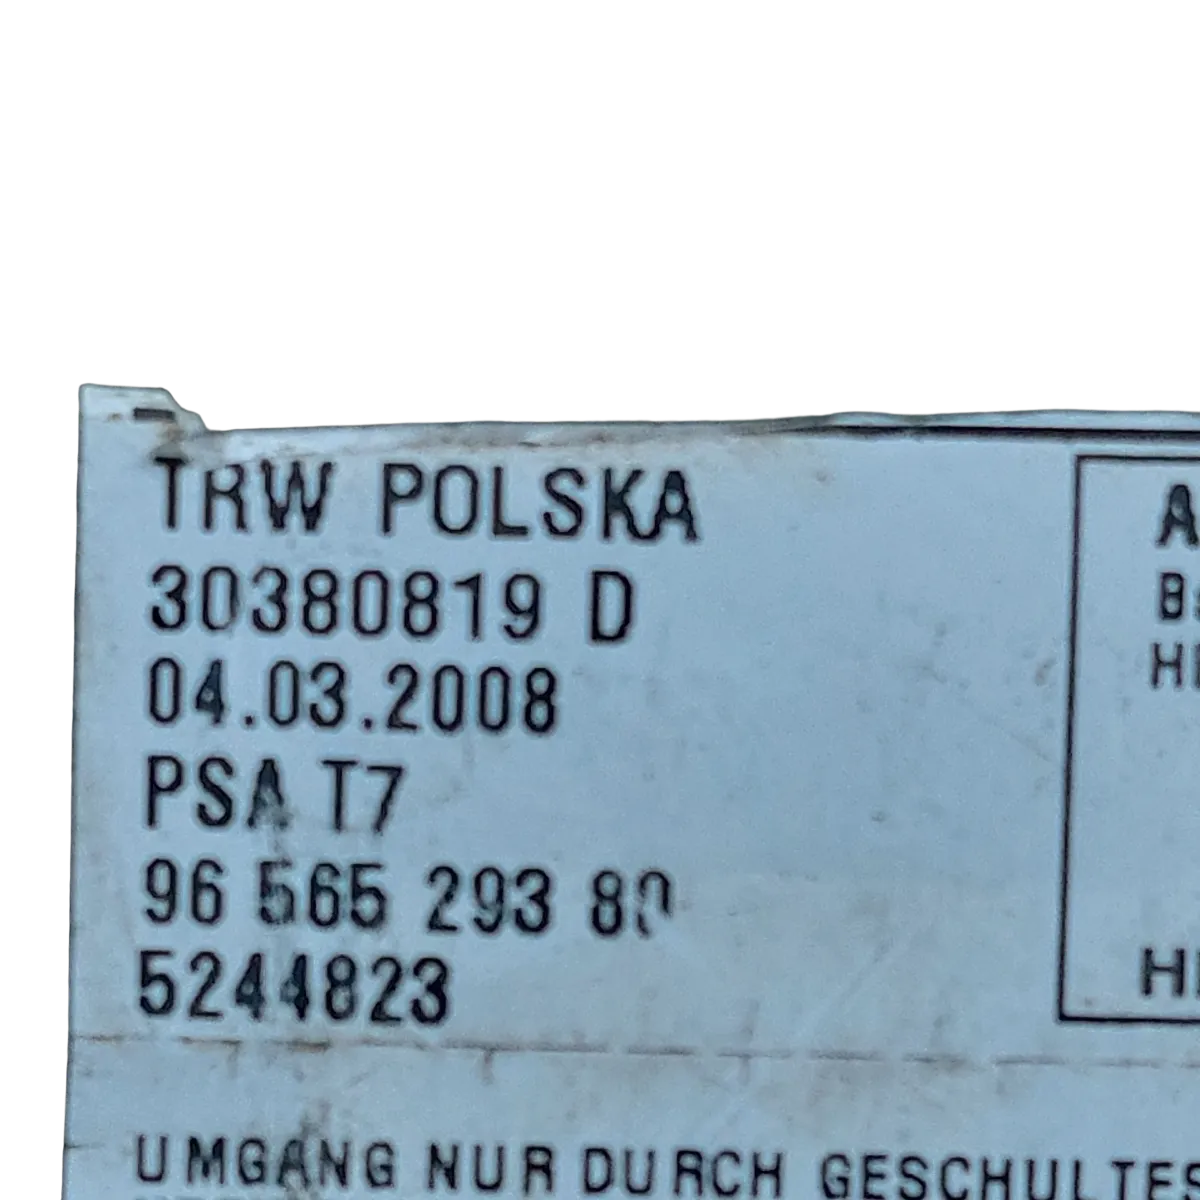 TRW POLSKA
30380819 D
04.03.2008
PSA T7
96 565 293 80
5244823
UMGANG NUR DURCH GESCHULTES